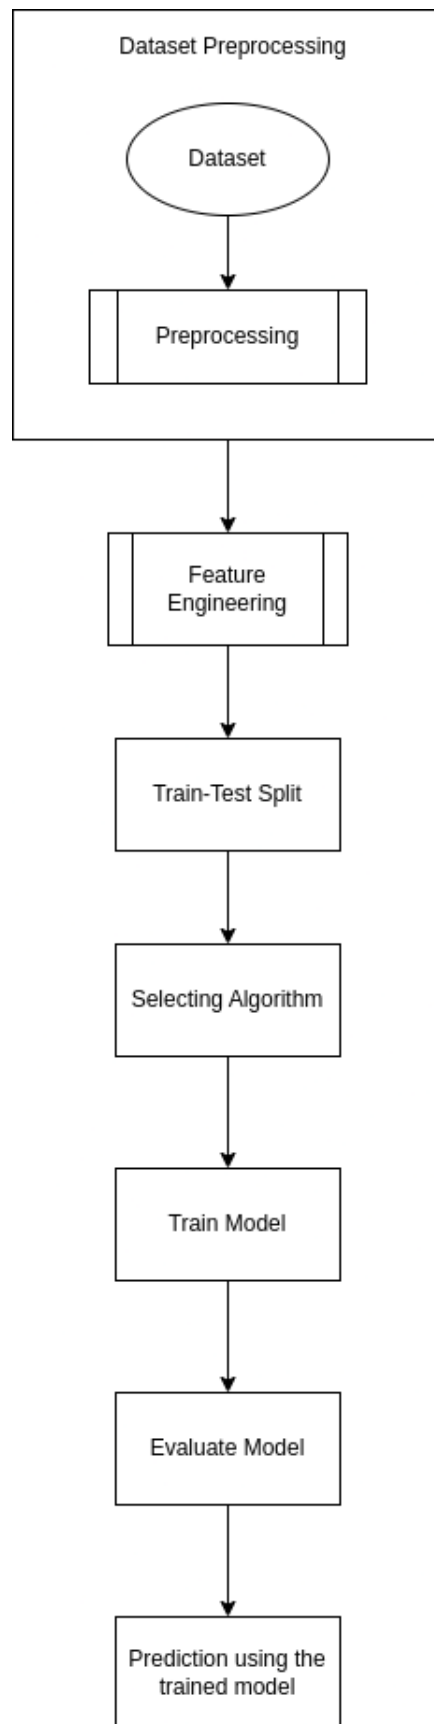 Dataset Preprocessing
Dataset
Preprocessing
Feature
Engineering
Train-Test Split
Selecting Algorithm
Train Model
Evaluate Model
Prediction using the
trained model